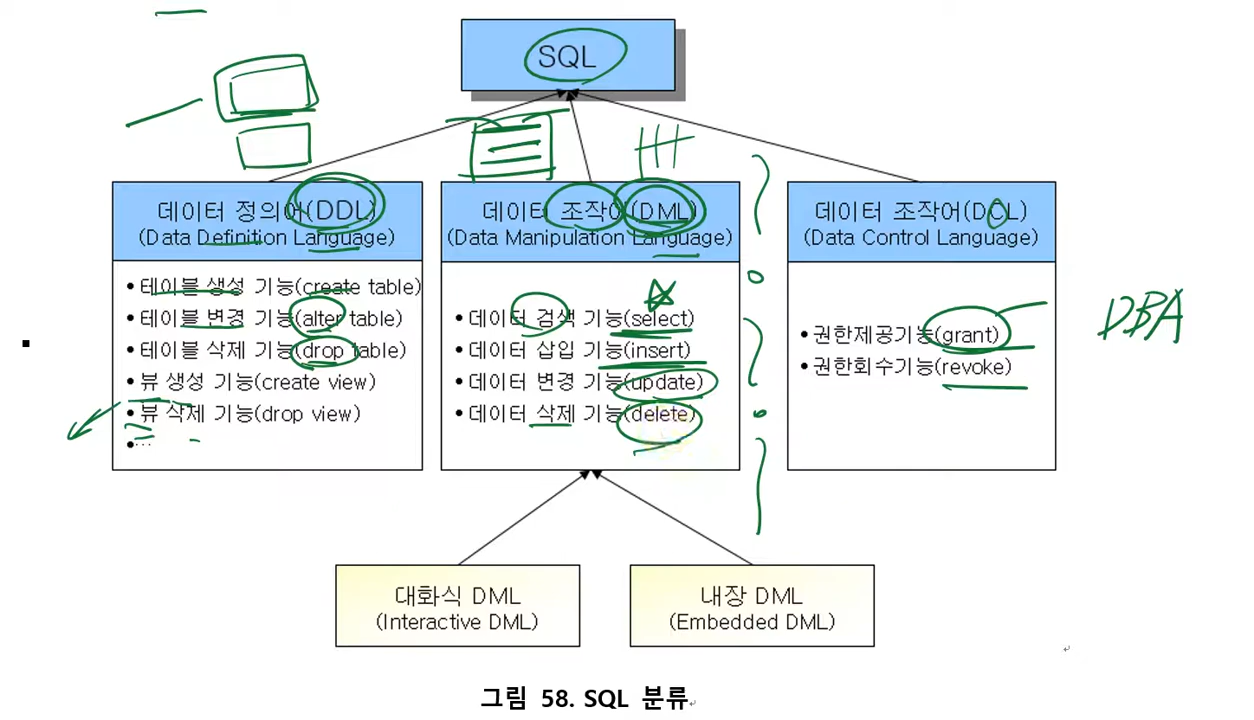 SQL
데이터 정의어(DDL)
(Data Definition Language)
• 테이블 생성 기능(create table)
• 테이블 변경 기능(alter table)
• 테이블 삭제 기능(drop table)
• 뷰 생성 기능(create view)
• 뷰 삭제 기능(drop view)
•…
데이터 조작어(DML)
(Data Manipulation Language)
• 데이터 검색 기능(select)
• 데이터 삽입 기능(insert)
• 데이터 변경 기능(update)
• 데이터 삭제 기능(delete)
데이터 조작어(DCL)
(Data Control Language)
• 권한제공기능(grant)
• 권한회수기능(revoke)
DBA
대화식 DML
(Interactive DML)
내장 DML
(Embedded DML)
그림 58. SQL 분류